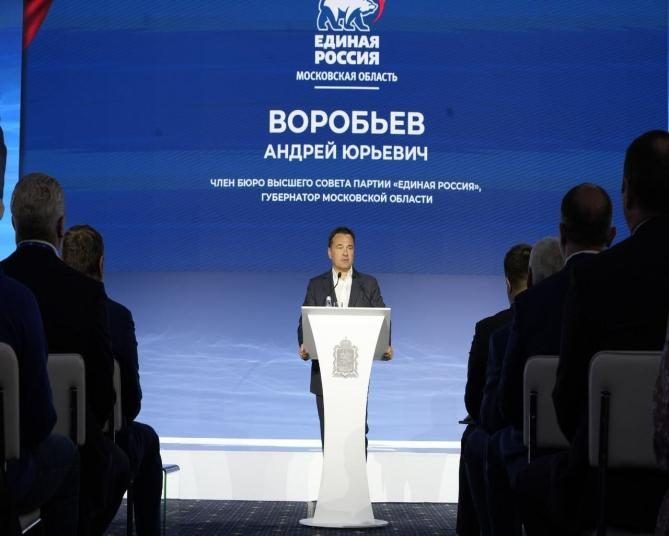 ЕДИНАЯ
РОССИЯ
МОСКОВСКАЯ ОБЛАСТЬ
ВОРОБЬЕВ
АНДРЕЙ ЮРЬЕВИЧ
ЧЛЕН БЮРО ВЫСШЕГО СОВЕТА ПАРТИИ «ЕДИНАЯ РОССИЯ»,
ГУБЕРНАТОР МОСКОВСКОЙ ОБЛАСТИ